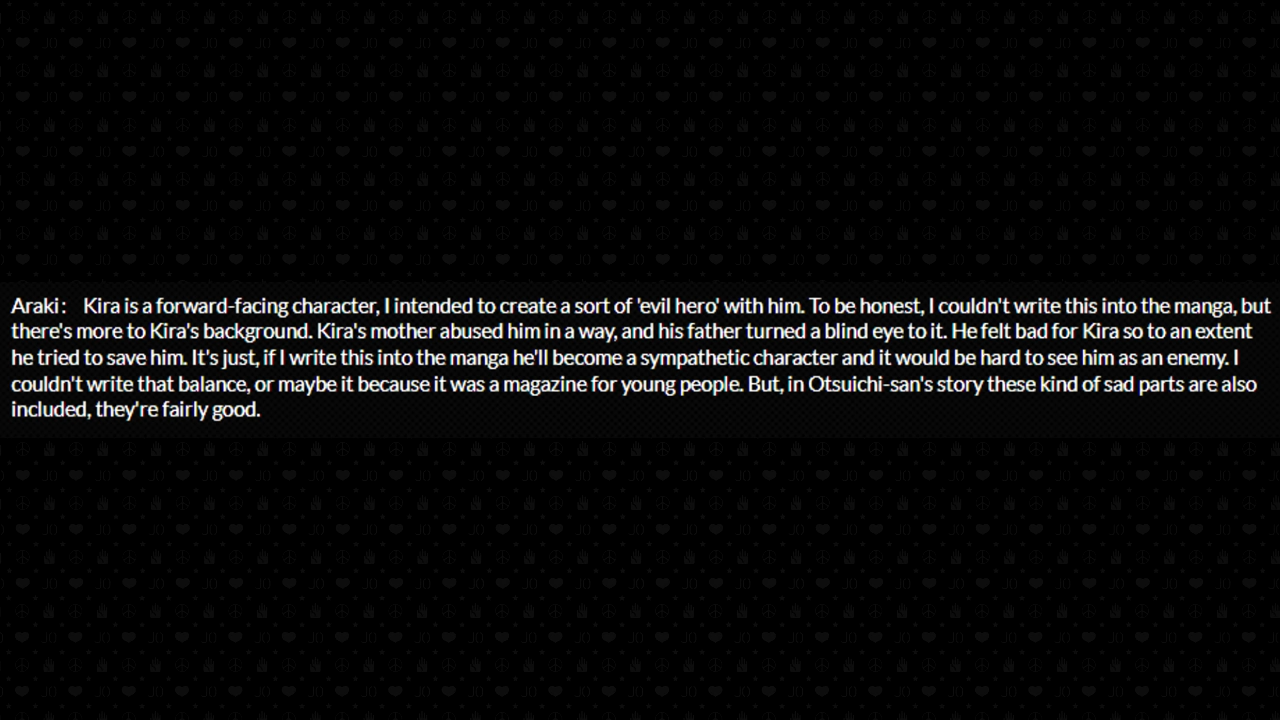 Araki： Kira is a forward-facing character, I intended to create a sort of 'evil hero' with him. To be honest, I couldn't write this into the manga, but
there's more to Kira's background. Kira's mother abused him in a way, and his father turned a blind eye to it. He felt bad for Kira so to an extent
he tried to save him. It's just, if I write this into the manga he'll become a sympathetic character and it would be hard to see him as an enemy. I
couldn't write that balance, or maybe it because it was a magazine for young people. But, in Otsuichi-san's story these kind of sad parts are also
included, they're fairly good.